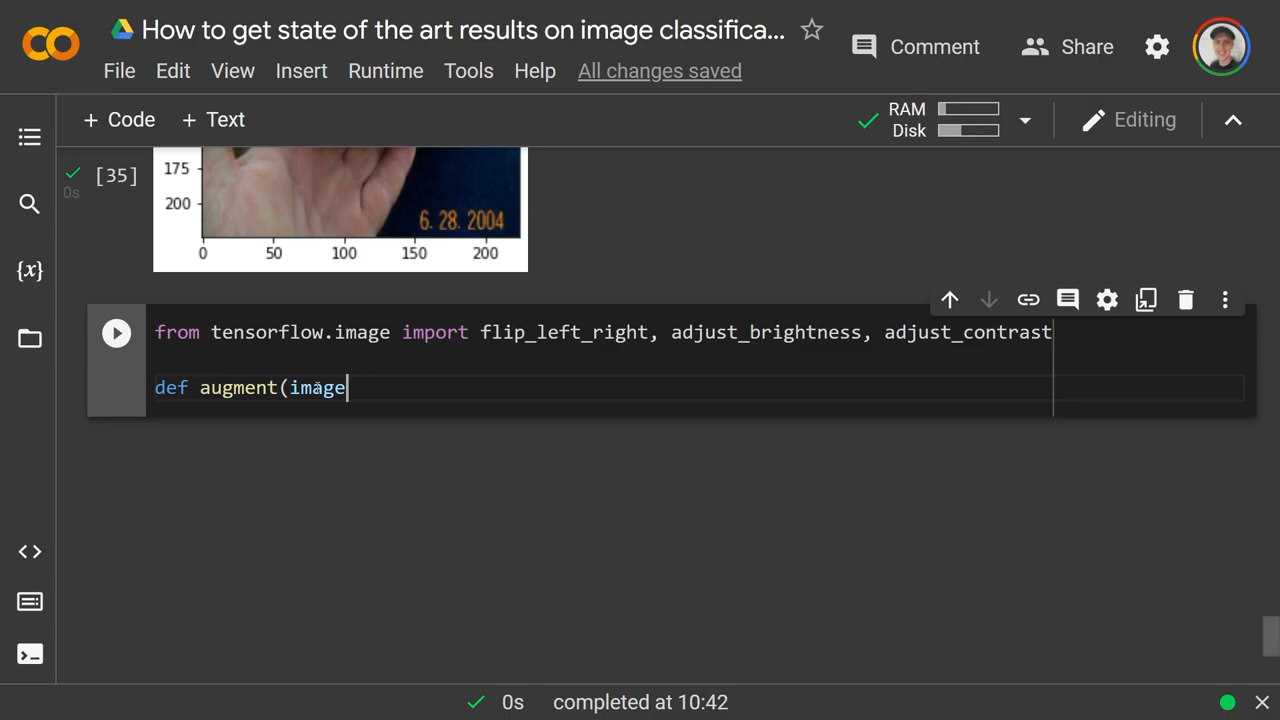 How to get state of the art results on image classifica...
Comment
Share
File Edit View Insert Runtime Tools Help All changes saved
+ Code + Text
RAM
Disk
Editing
[35]
0s
175
200
6.28.2004
0 50 100 150 200
from tensorflow.image import flip_left_right, adjust_brightness, adjust_contrast
def augment(image
{x}
0s completed at 10:42